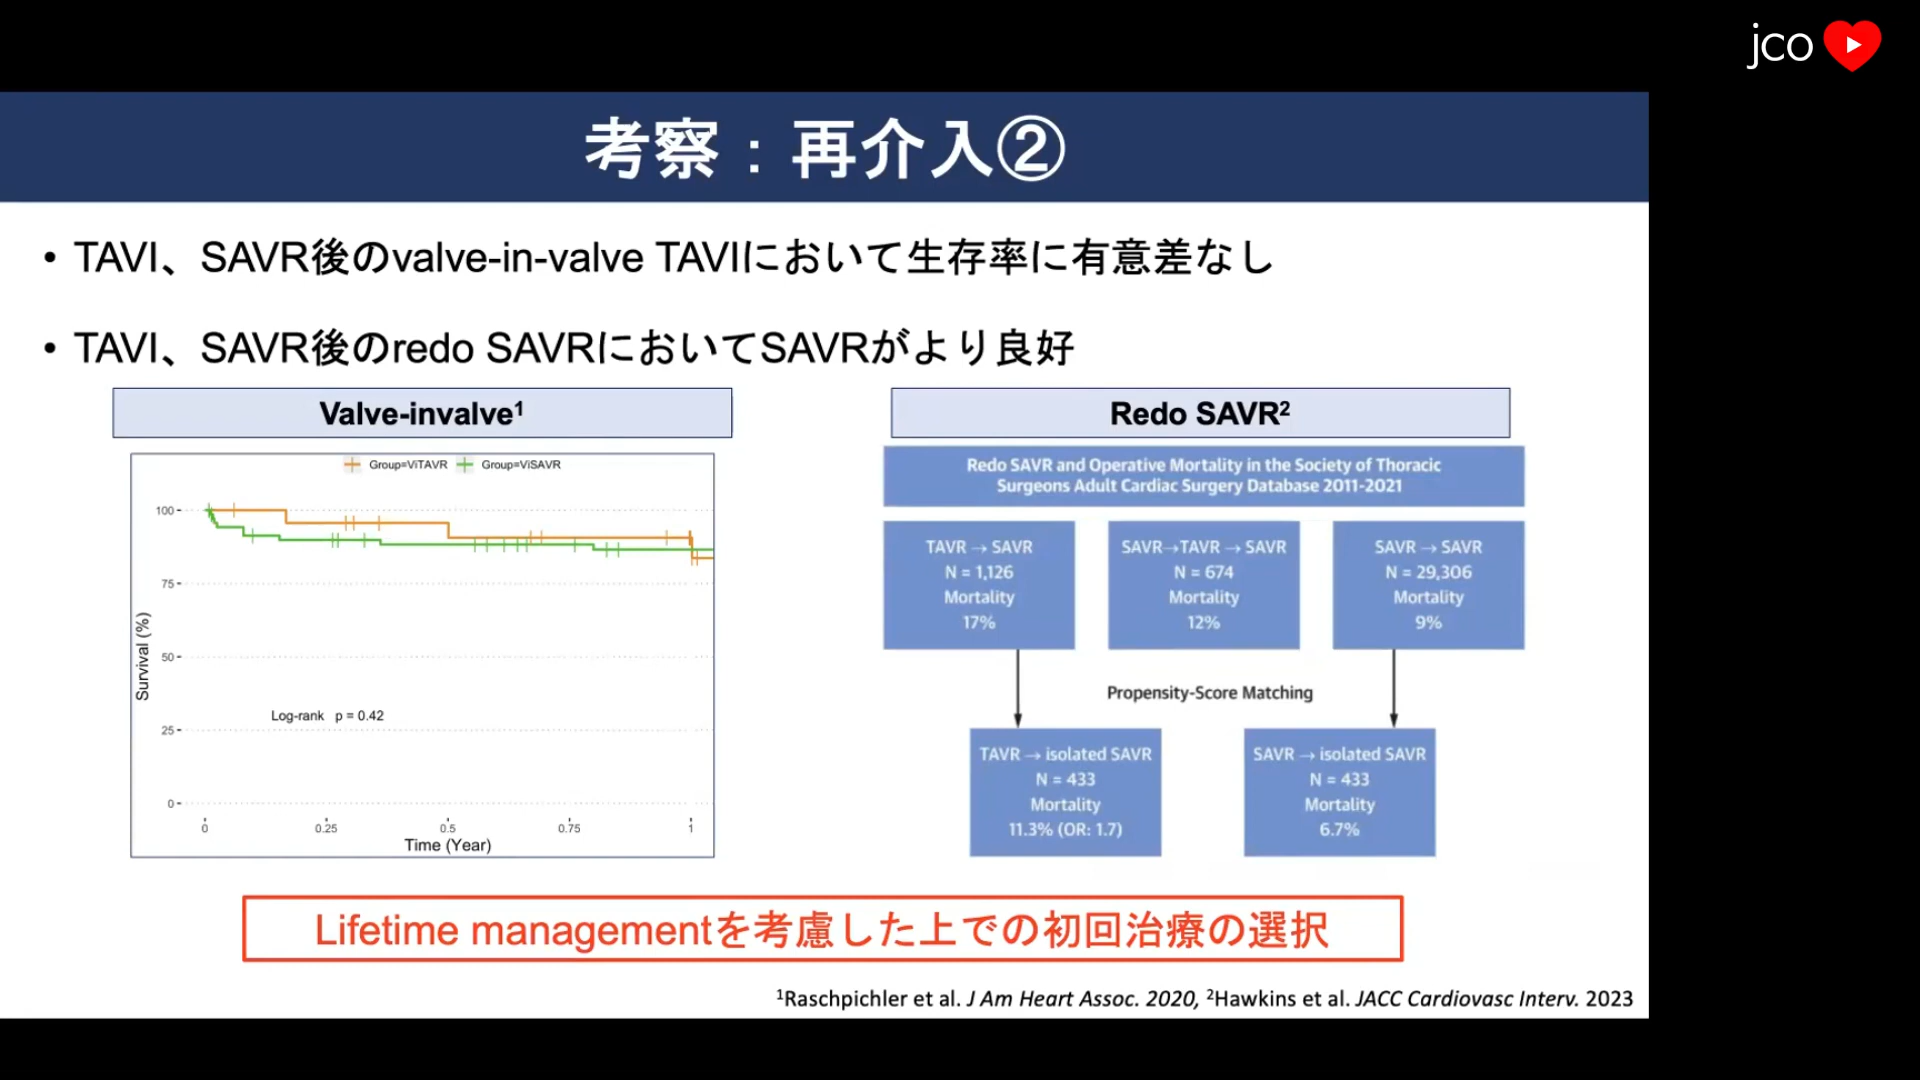 jco
考察：再介入②
• TAVI、SAVR後のvalve-in-valve TAVIにおいて生存率に有意差なし
• TAVI、SAVR後のredo SAVRにおいてSAVRがより良好
Valve-invalve¹
Group=ViTAVR Group=ViSAVR
100
75
50
25
0
Survival (%)
Log-rank p = 0.42
0 0.25 0.5 0.75 1
Time (Year)
Redo SAVR²
Redo SAVR and Operative Mortality in the Society of Thoracic
Surgeons Adult Cardiac Surgery Database 2011-2021
TAVR → SAVR
N = 1,126
Mortality
17%
SAVR→TAVR → SAVR
N = 674
Mortality
12%
SAVR → SAVR
N = 29,306
Mortality
9%
Propensity-Score Matching
TAVR → isolated SAVR
N = 433
Mortality
11.3% (OR: 1.7)
SAVR → isolated SAVR
N = 433
Mortality
6.7%
Lifetime managementを考慮した上での初回治療の選択
¹Raschpichler et al. J Am Heart Assoc. 2020, ²Hawkins et al. JACC Cardiovasc Interv. 2023